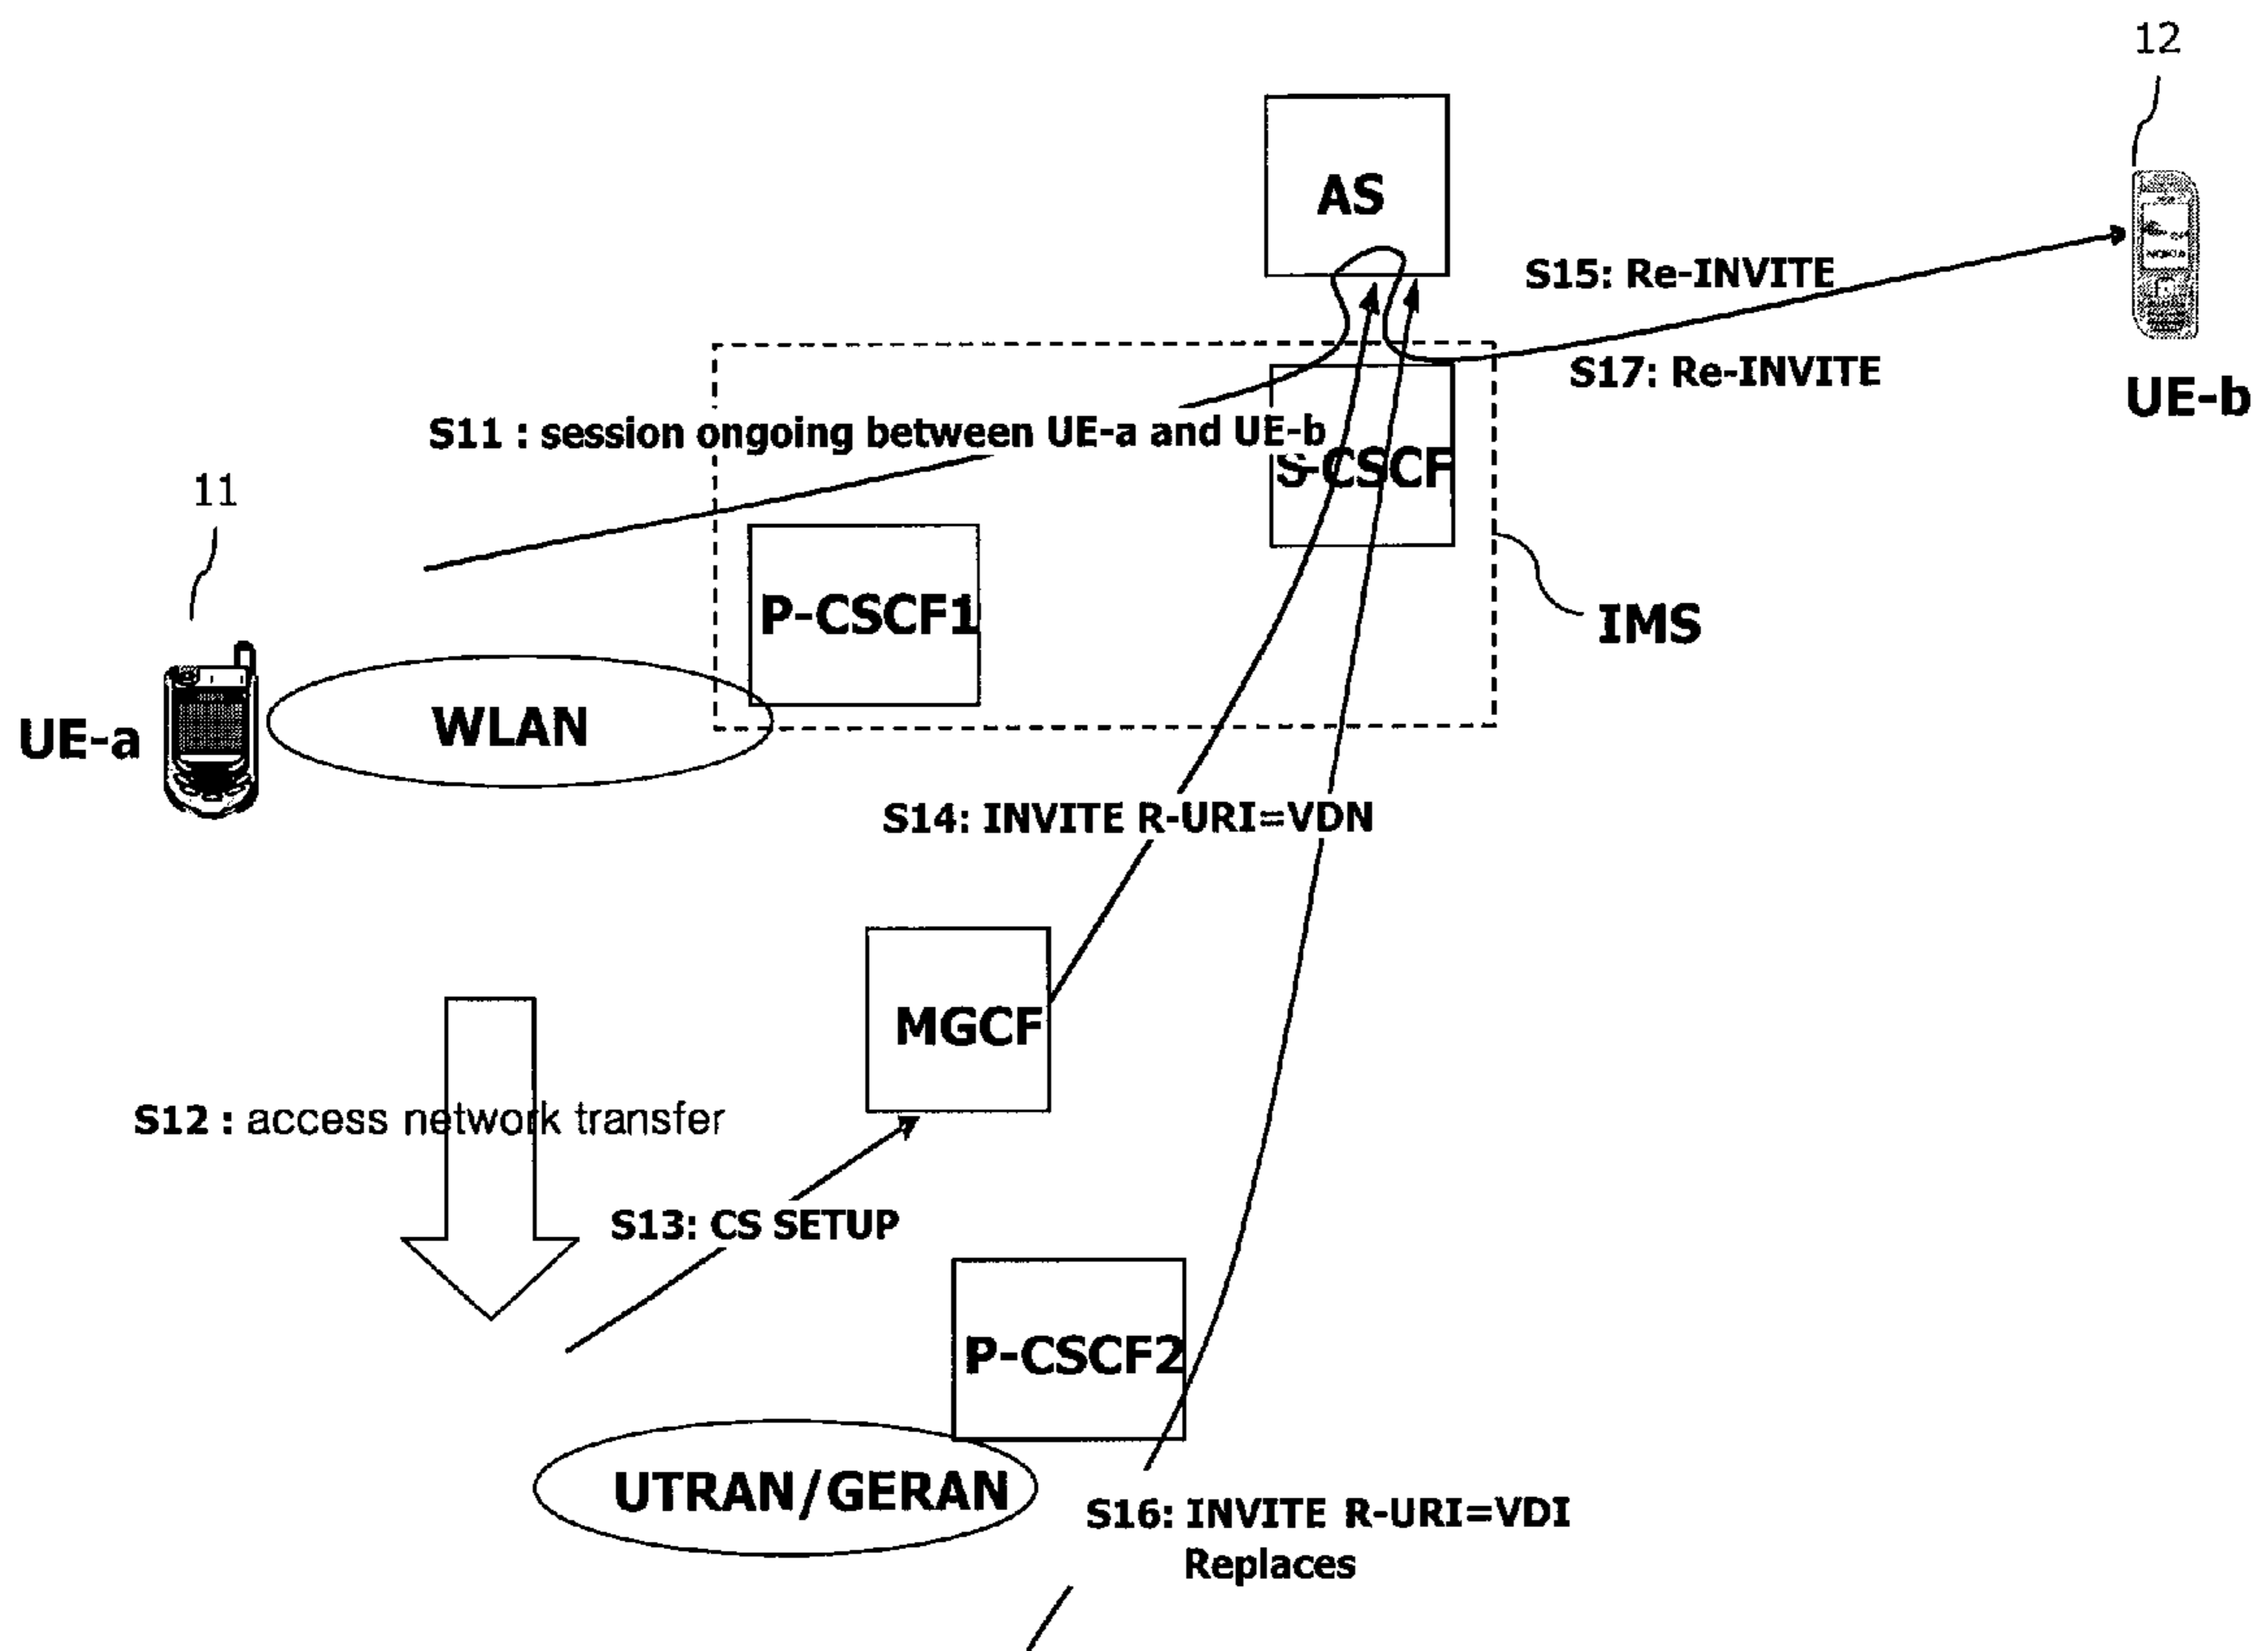 12
AS
S15: Re-INVITE
S17: Re-INVITE
UE-b
S11 : session ongoing between UE-a and UE-b
S-CSCF
11
P-CSCF1
IMS
WLAN
UE-a
S14: INVITE R-URI=VDN
MGCF
S12 : access network transfer
S13: CS SETUP
P-CSCF2
UTRAN/GERAN
S16: INVITE R-URI=VDI
Replaces